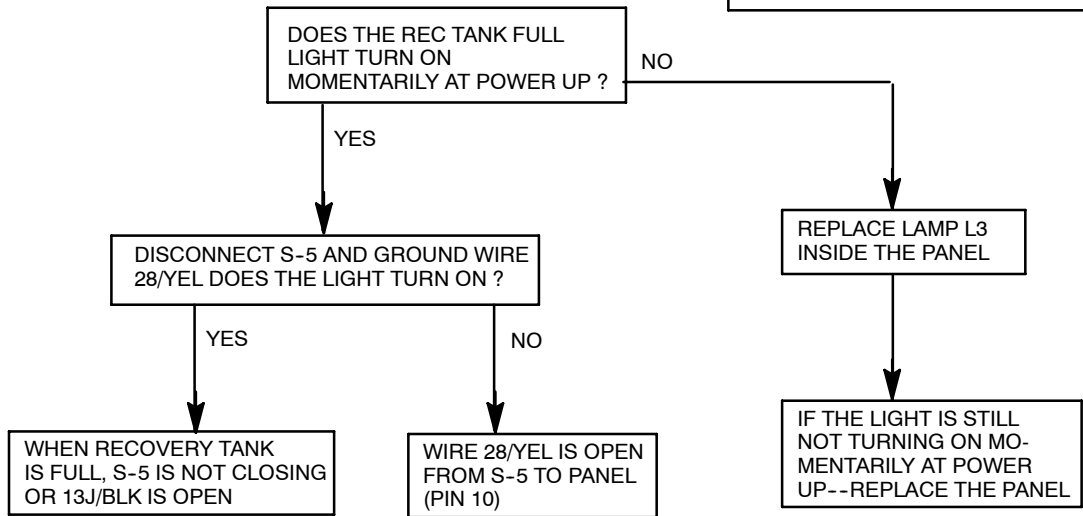 DOES THE REC TANK FULL
LIGHT TURN ON
MOMENTARILY AT POWER UP ?
NO
YES
DISCONNECT S--5 AND GROUND WIRE
28/YEL DOES THE LIGHT TURN ON ?
REPLACE LAMP L3
INSIDE THE PANEL
YES
NO
WHEN RECOVERY TANK
IS FULL, S--5 IS NOT CLOSING
OR 13J/BLK IS OPEN
WIRE 28/YEL IS OPEN
FROM S--5 TO PANEL
(PIN 10)
IF THE LIGHT IS STILL
NOT TURNING ON MO-
MENTARILY AT POWER
UP--REPLACE THE PANEL